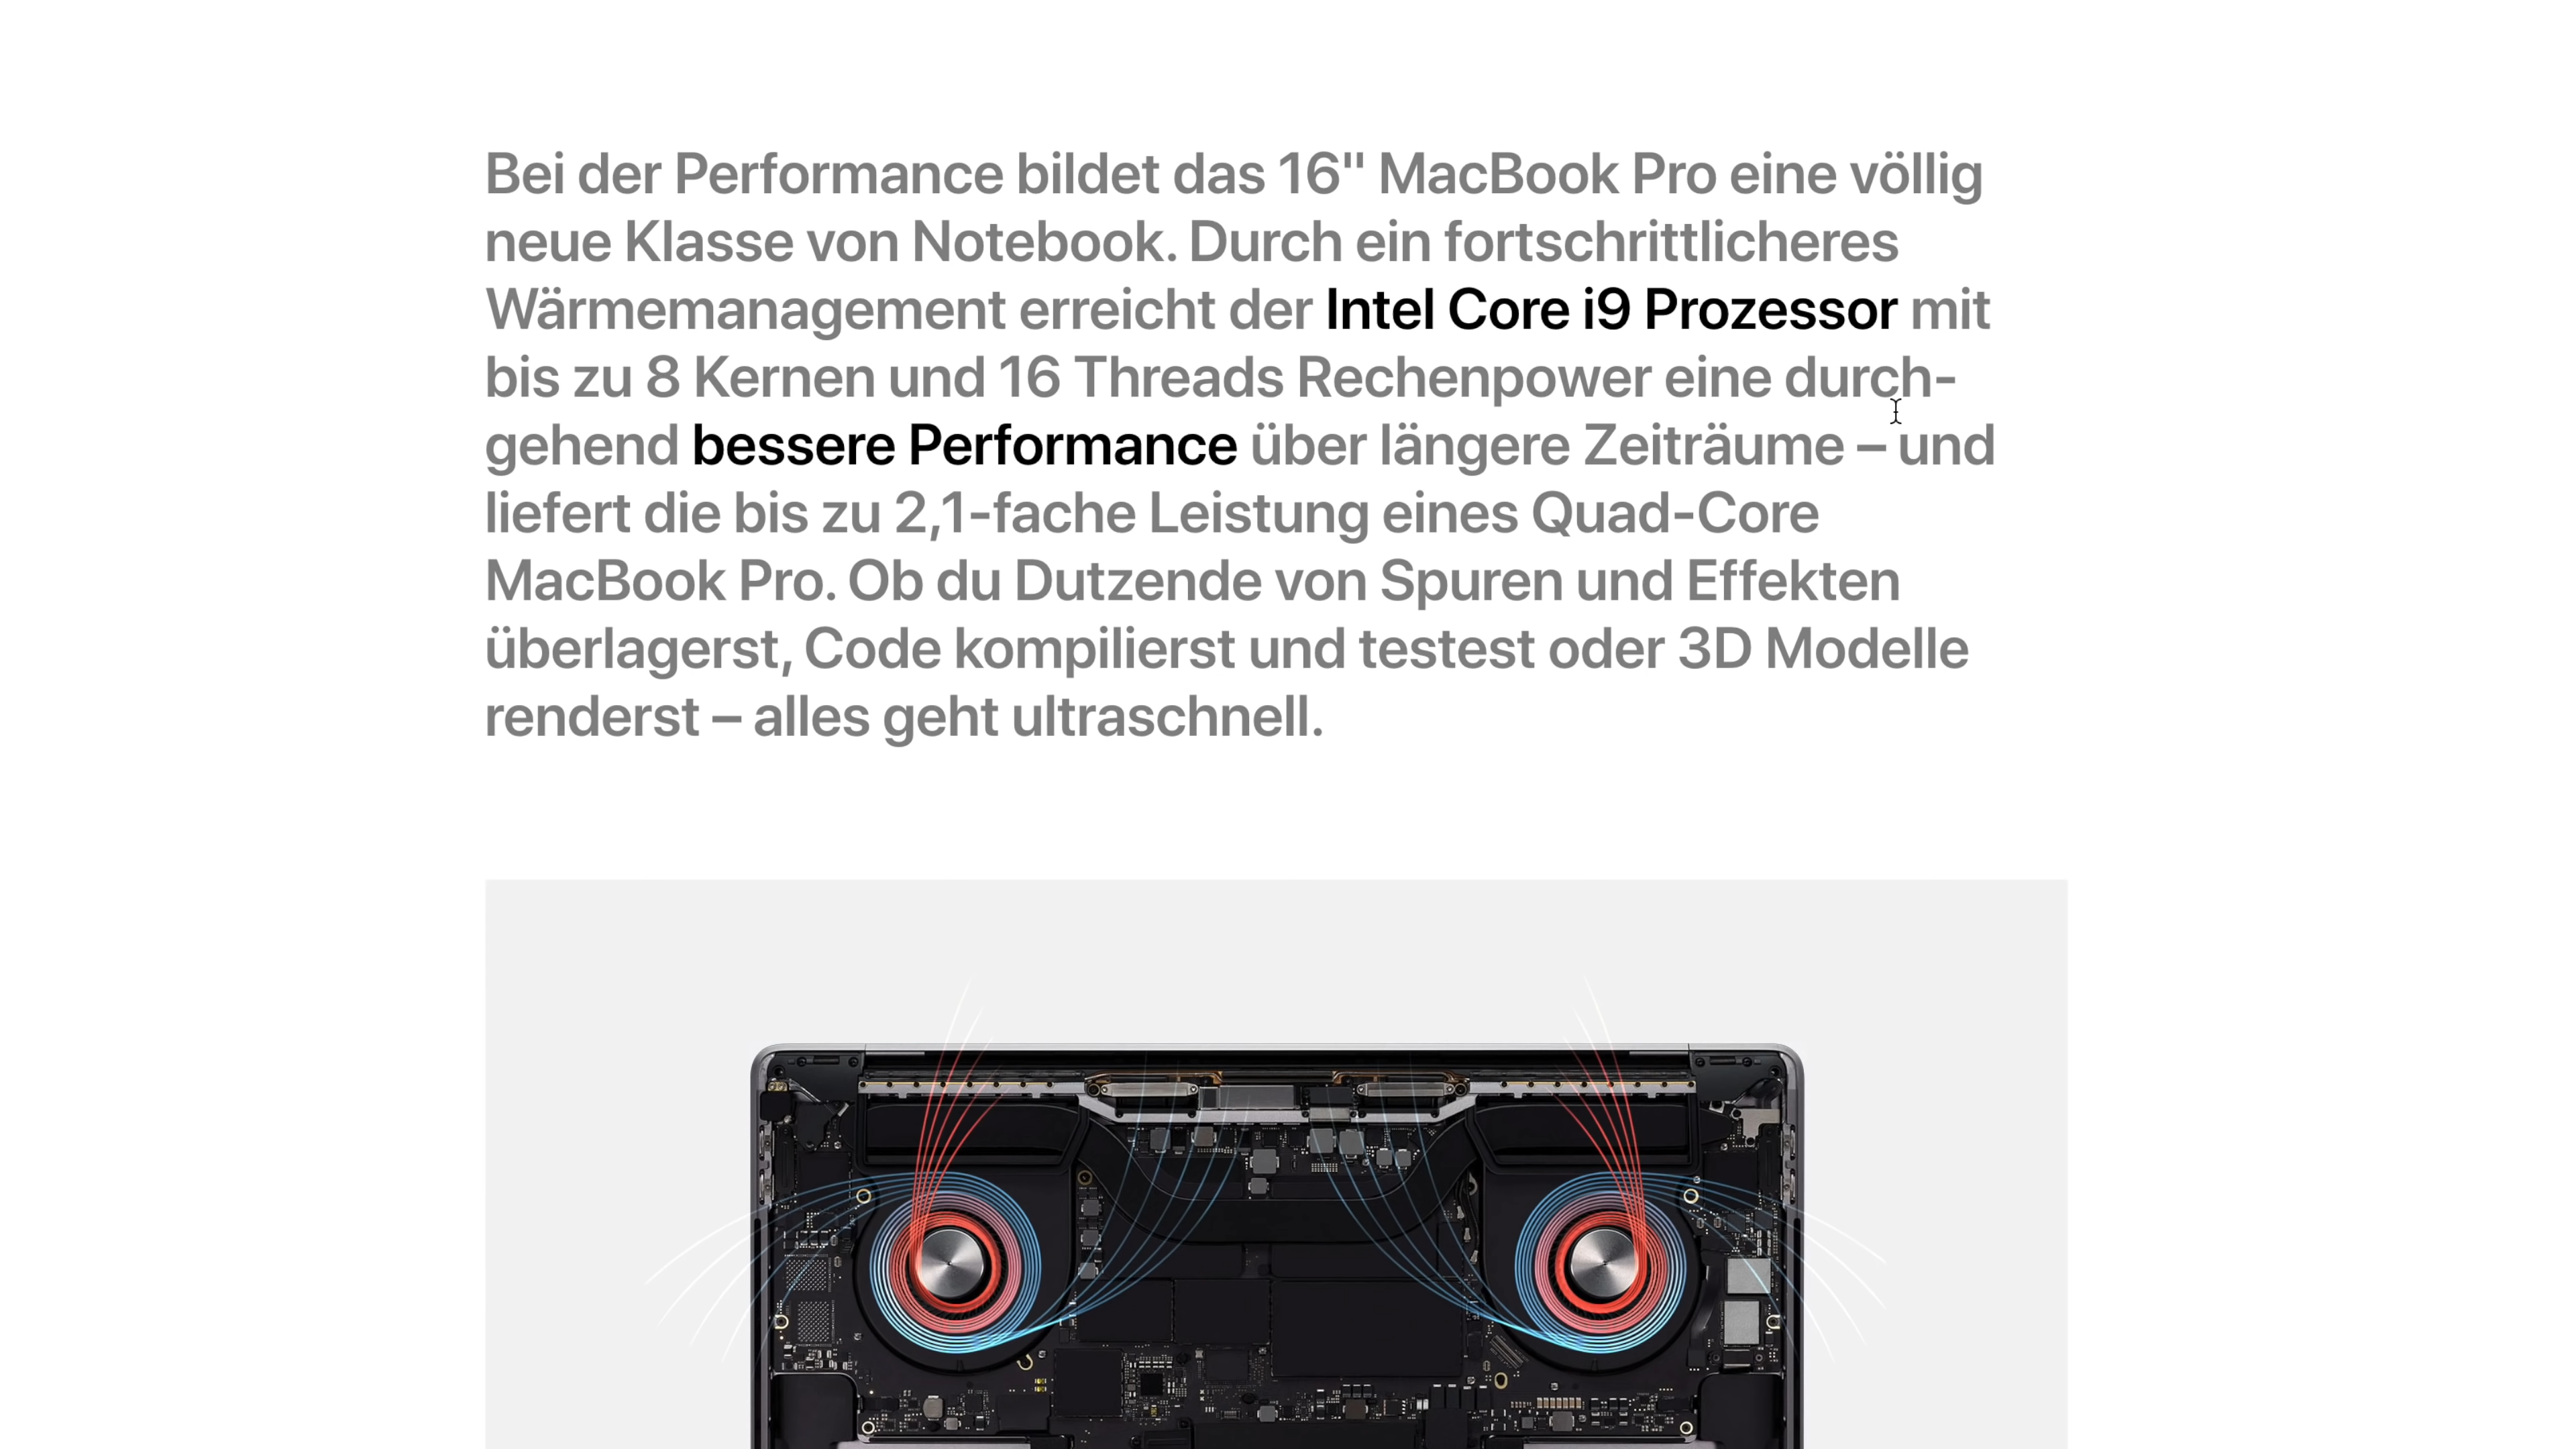 Bei der Performance bildet das 16" MacBook Pro eine völlig
neue Klasse von Notebook. Durch ein fortschrittlicheres
Wärmemanagement erreicht der Intel Core i9 Prozessor mit
bis zu 8 Kernen und 16 Threads Rechenpower eine durch-
gehend bessere Performance über längere Zeiträume – und
liefert die bis zu 2,1-fache Leistung eines Quad-Core
MacBook Pro. Ob du Dutzende von Spuren und Effekten
überlagerst, Code kompilierst und testest oder 3D Modelle
renderst – alles geht ultraschnell.